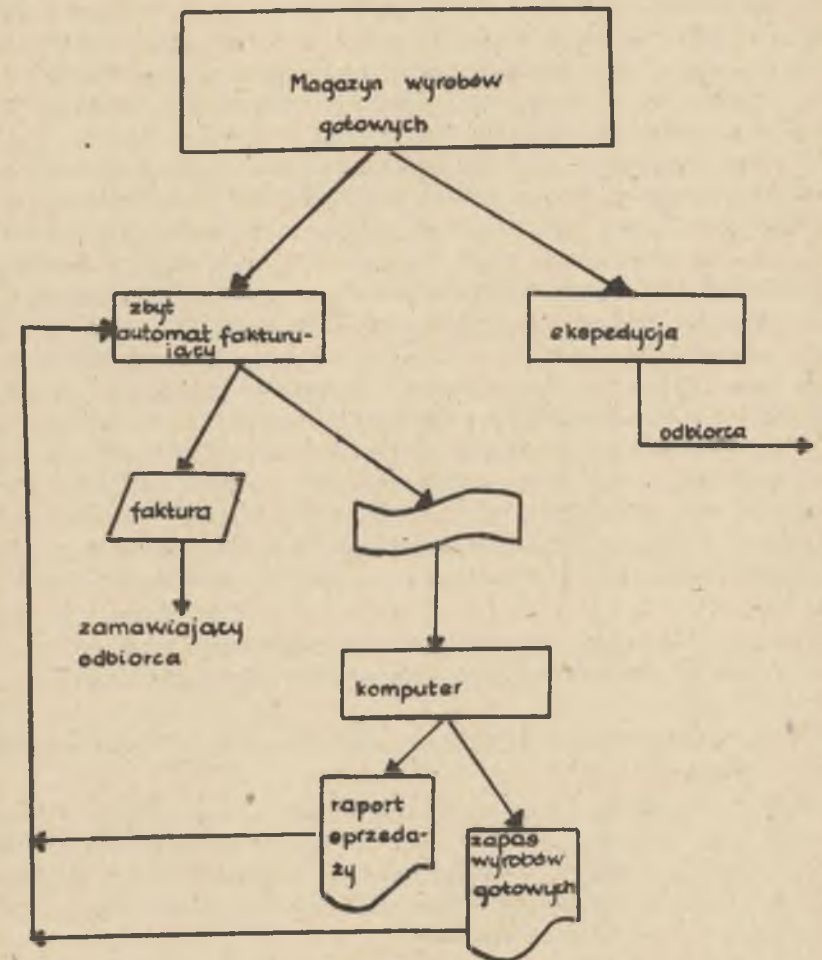 Magazyn wyrobów
gotowych
zbyt
automat fakturu-
jący
ekspedycja
odbiorca
faktura
zamawiający
odbiorca
komputer
raport
sprzeda-
ży
zapas
wyrobów
gotowych